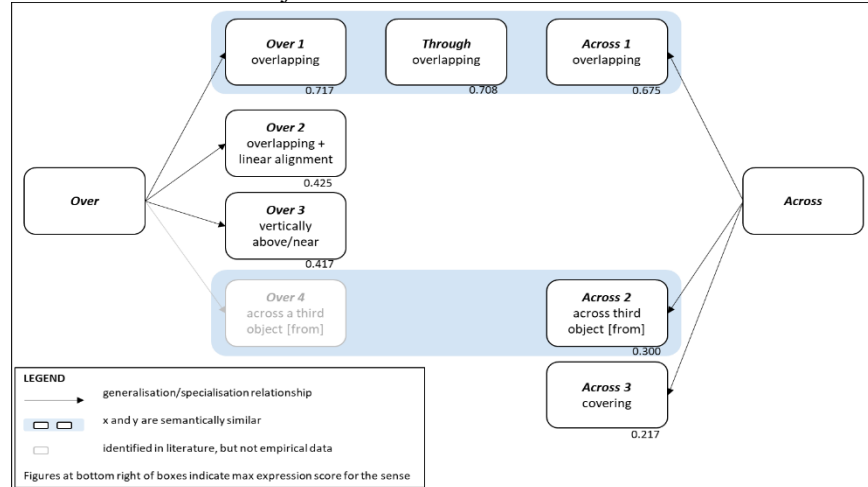 Over 1
overlapping
0.717
Through
overlapping
0.708
Across 1
overlapping
0.675
Over 2
overlapping +
linear alignment
0.425
Over
Over 3
vertically
above/near
0.417
Across
Over 4
across a third
object [from]
Across 2
across third
object [from]
0.300
Across 3
covering
0.217
LEGEND
generalisation/specialisation relationship
x and y are semantically similar
identified in literature, but not empirical data
Figures at bottom right of boxes indicate max expression score for the sense